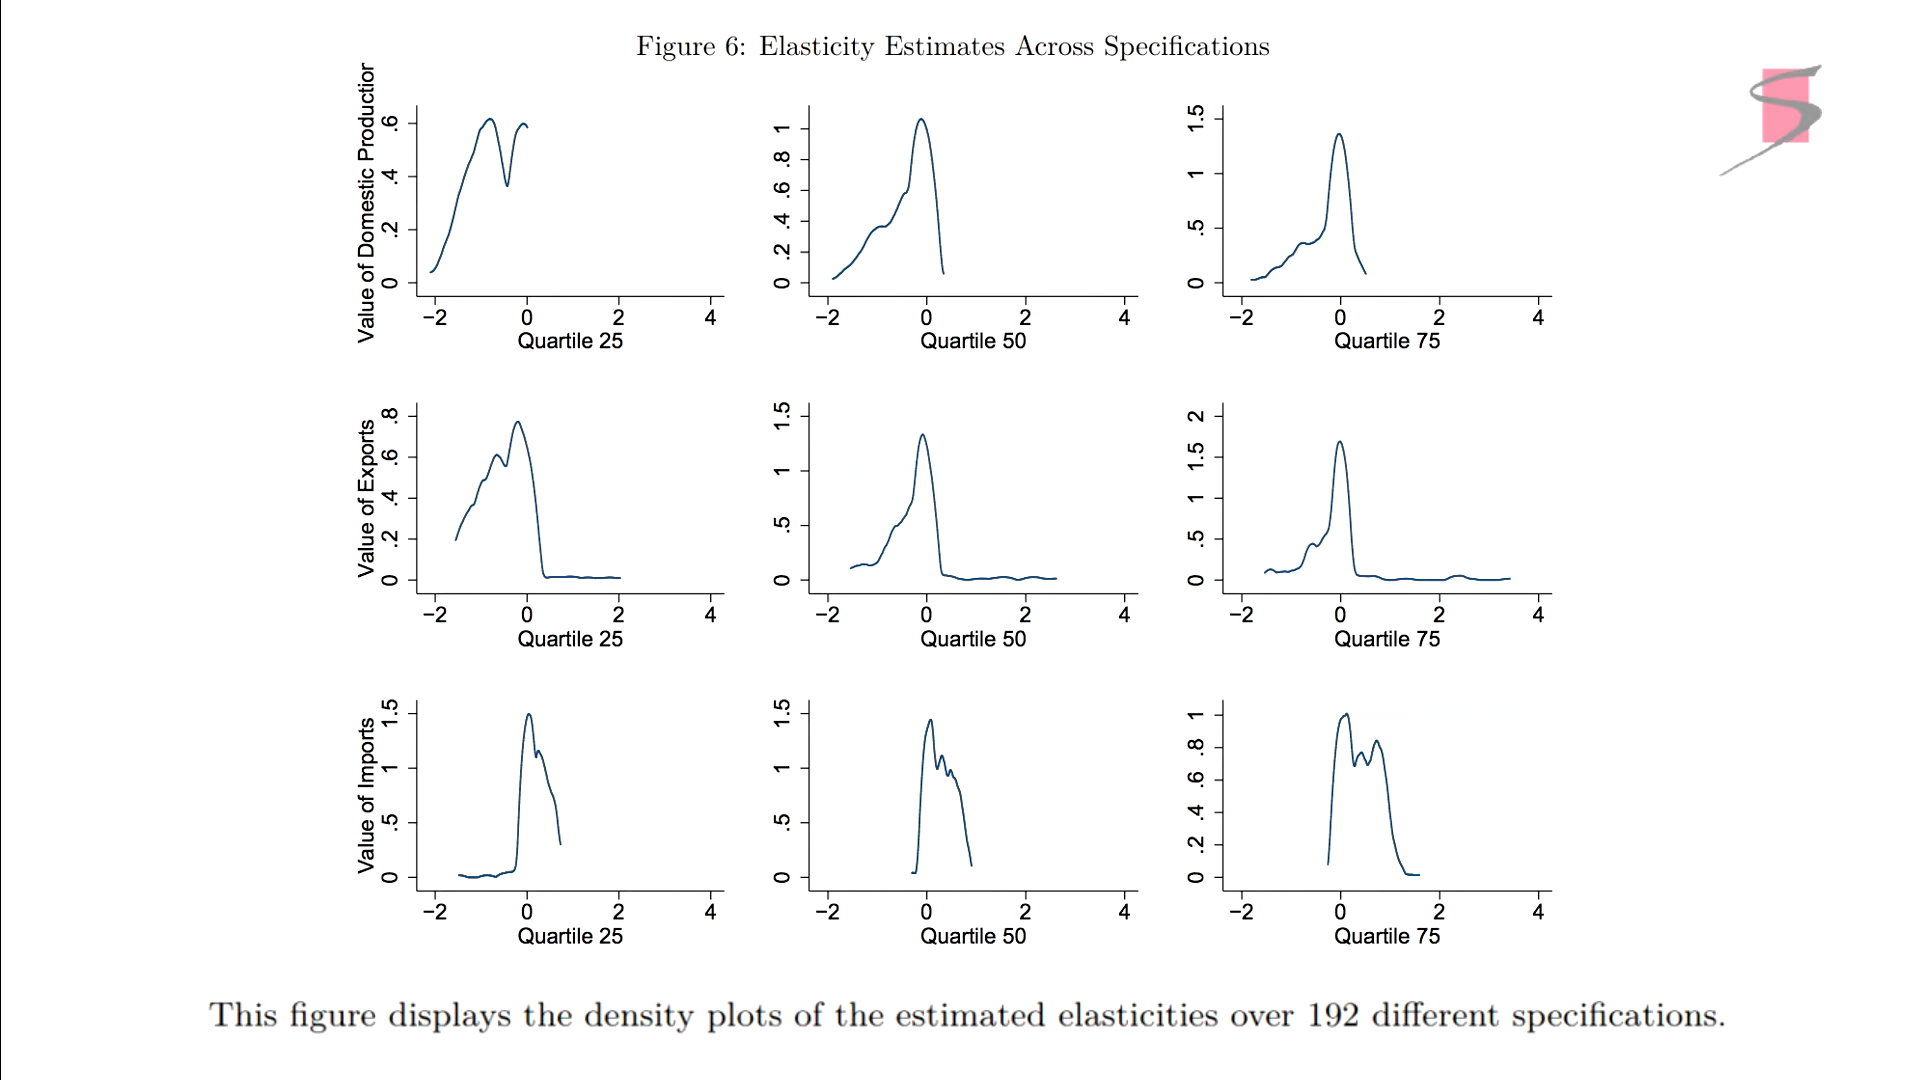 Figure 6: Elasticity Estimates Across Specifications
Value of Domestic Production
0 .2 .4 .6
−2 0 2 4
Quartile 25
0 .2 .4 .6 .8 1
−2 0 2 4
Quartile 50
0 .5 1 1.5
−2 0 2 4
Quartile 75
Value of Exports
0 .2 .4 .6 .8
−2 0 2 4
Quartile 25
0 .5 1 1.5
−2 0 2 4
Quartile 50
0 .5 1 1.5 2
−2 0 2 4
Quartile 75
Value of Imports
0 .5 1 1.5
−2 0 2 4
Quartile 25
0 .5 1 1.5
−2 0 2 4
Quartile 50
0 .2 .4 .6 .8 1
−2 0 2 4
Quartile 75
This figure displays the density plots of the estimated elasticities over 192 different specifications.